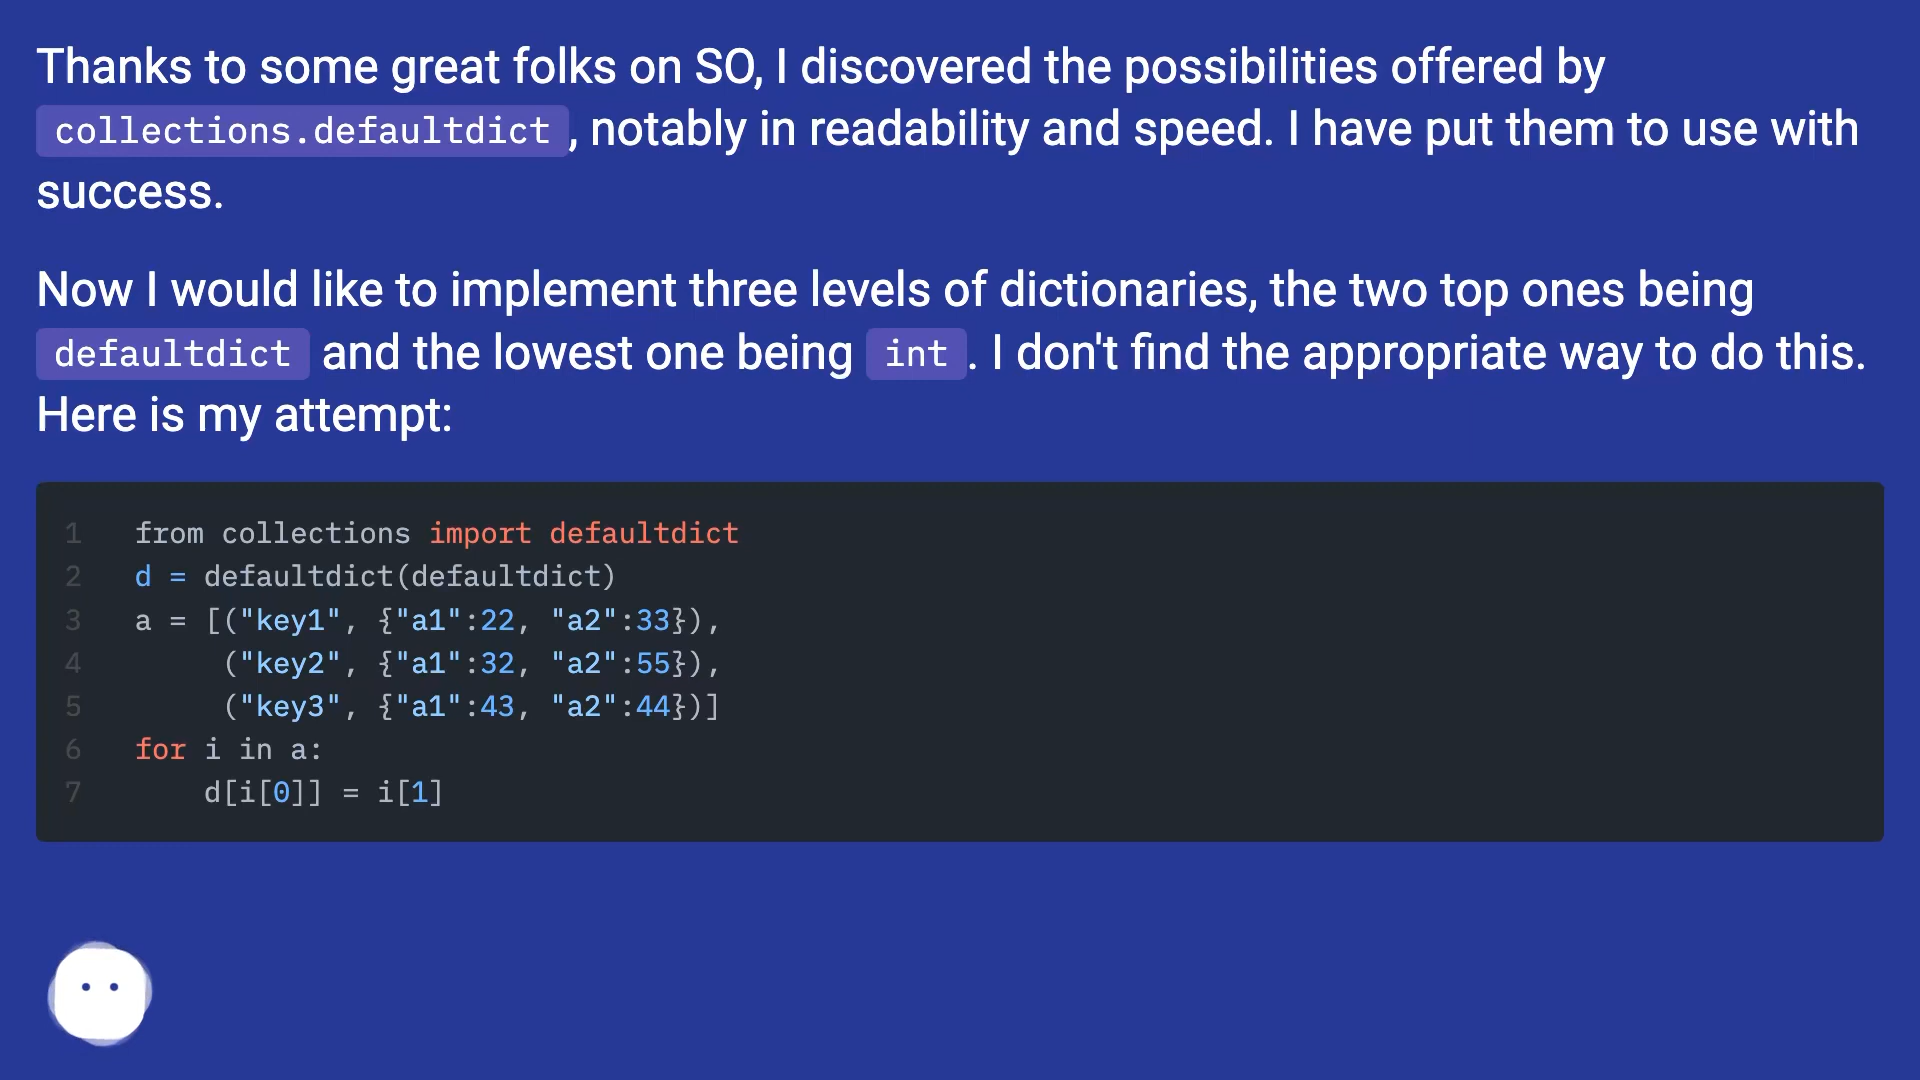 Thanks to some great folks on SO, I discovered the possibilities offered by
collections.defaultdict, notably in readability and speed. I have put them to use with
success.
Now I would like to implement three levels of dictionaries, the two top ones being
defaultdict and the lowest one being int. I don't find the appropriate way to do this.
Here is my attempt:
1 from collections import defaultdict
2 d = defaultdict(defaultdict)
3 a = [("key1", {"a1":22, "a2":33}),
4      ("key2", {"a1":32, "a2":55}),
5      ("key3", {"a1":43, "a2":44})]
6 for i in a:
7     d[i[0]] = i[1]